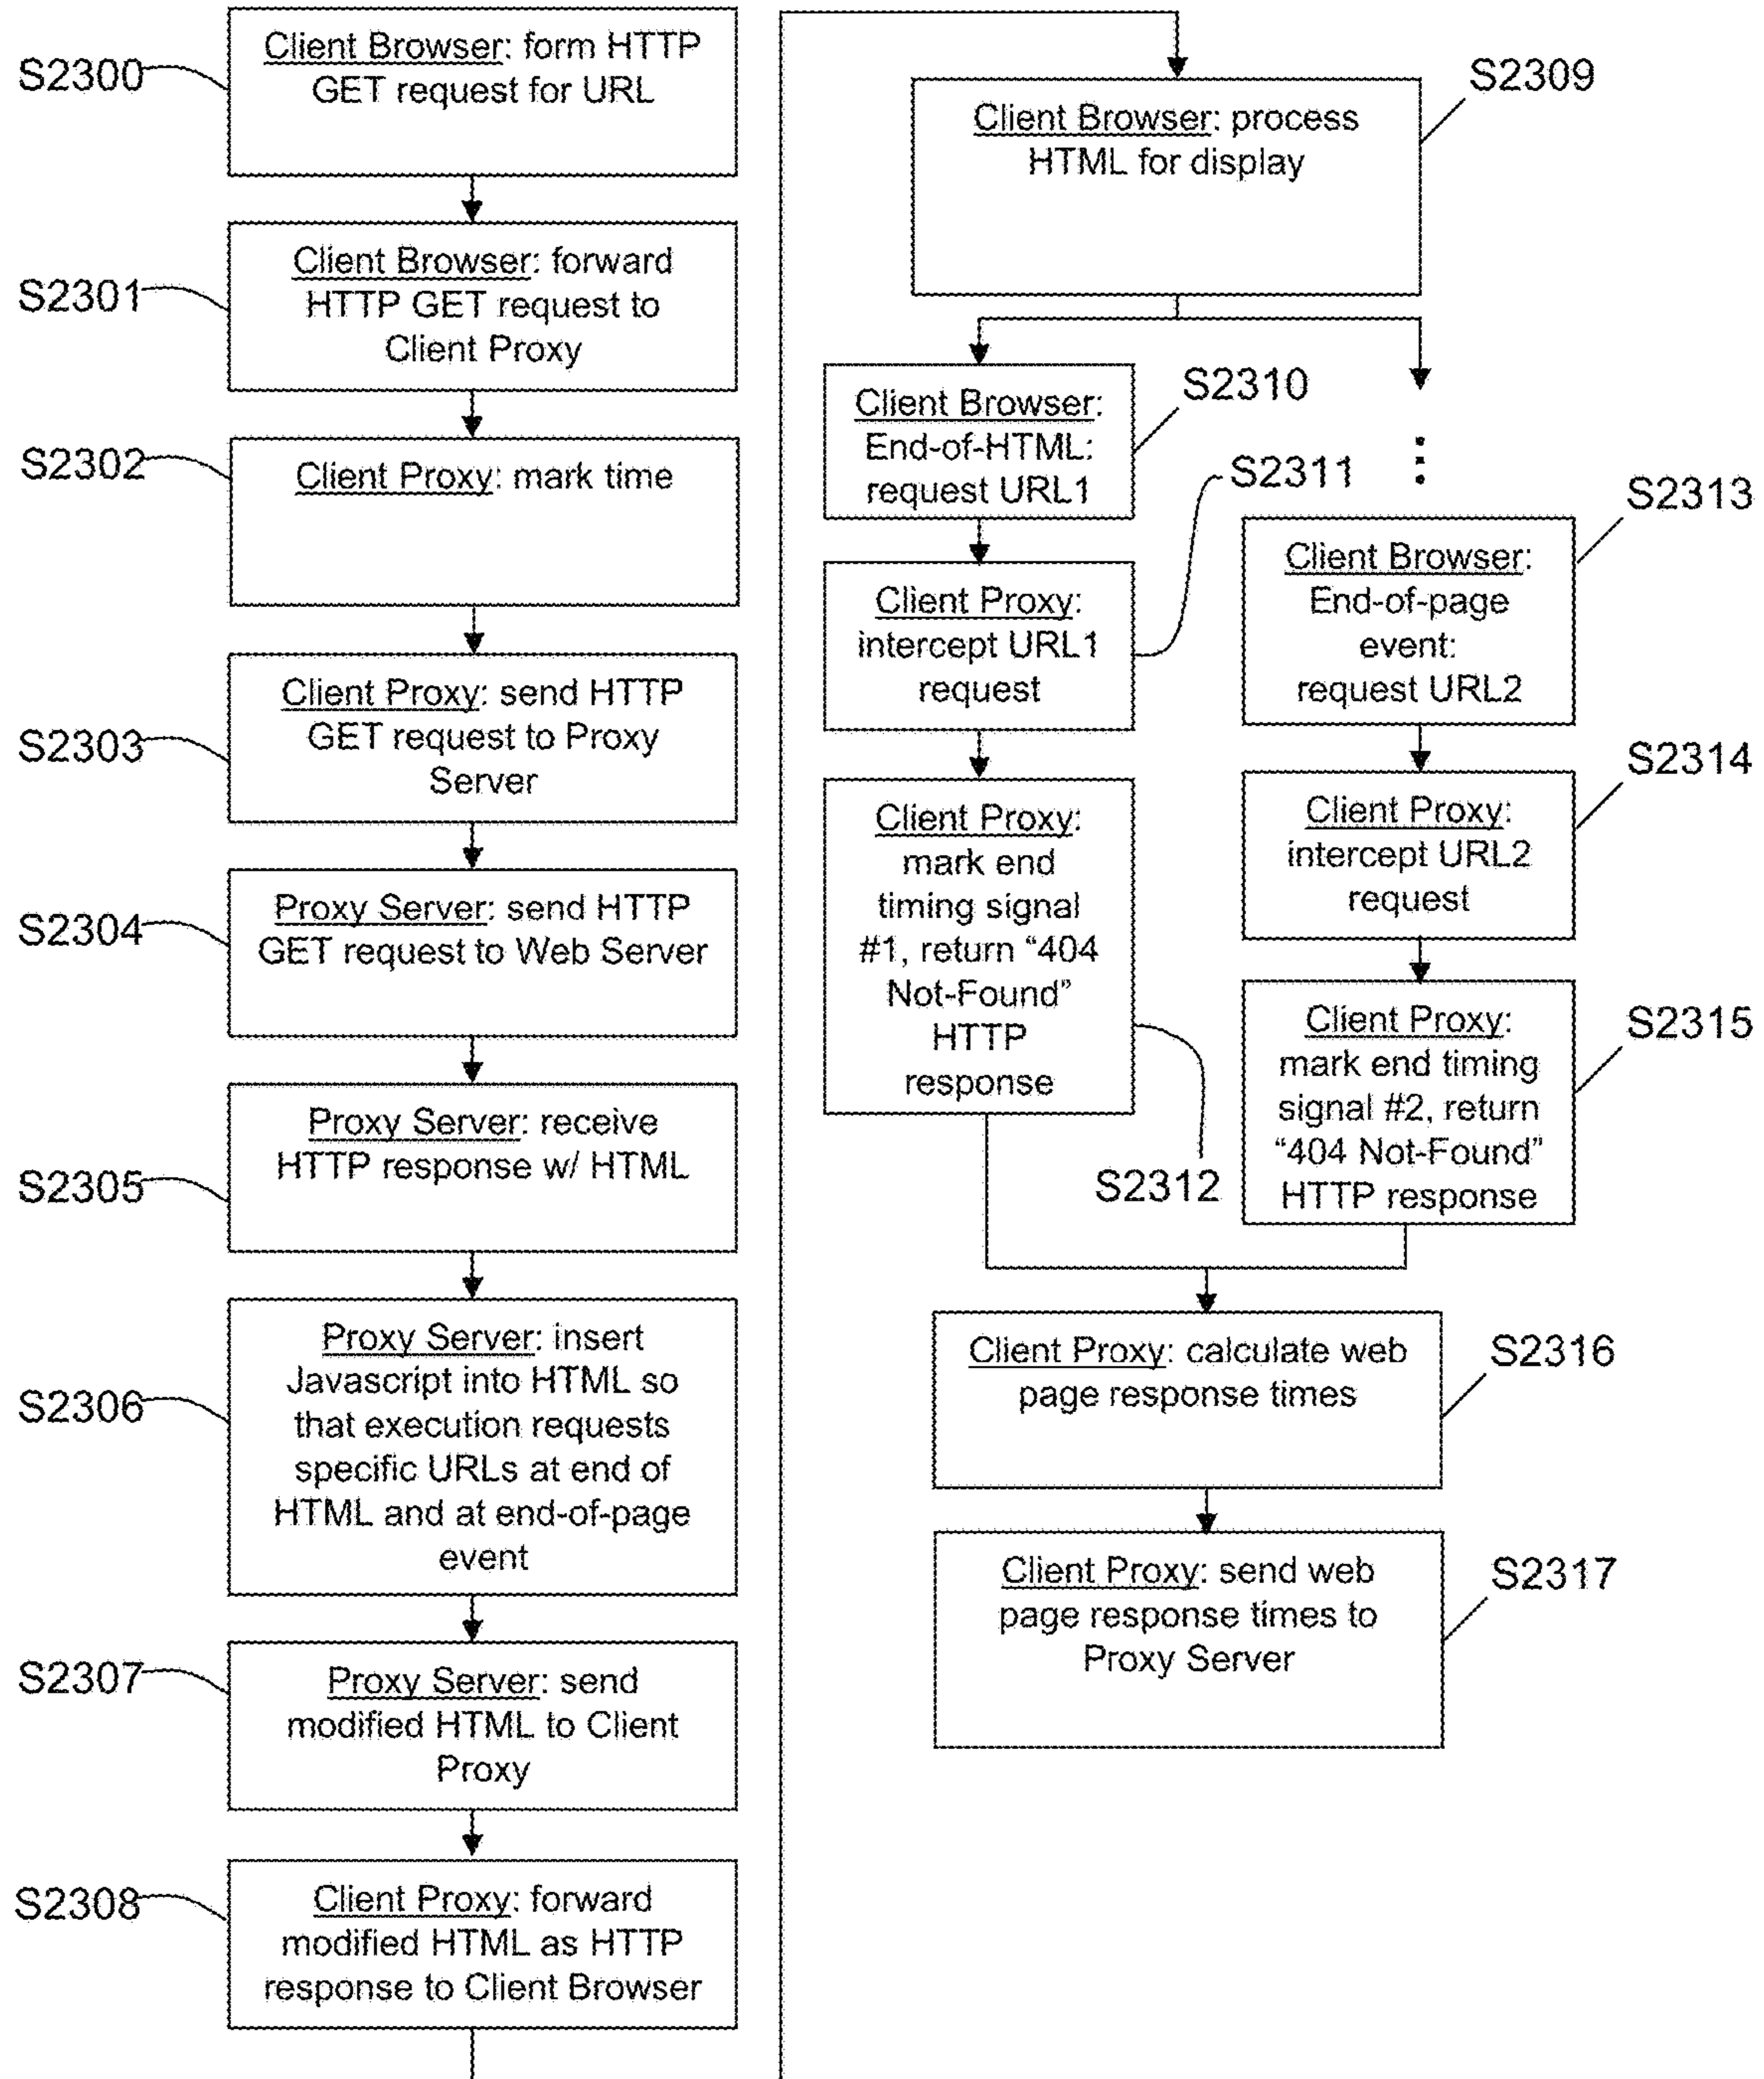 S2300
Client Browser: form HTTP
GET request for URL
S2301
Client Browser: forward
HTTP GET request to
Client Proxy
S2302
Client Proxy: mark time
S2303
Client Proxy: send HTTP
GET request to Proxy
Server
S2304
Proxy Server: send HTTP
GET request to Web Server
S2305
Proxy Server: receive
HTTP response w/ HTML
S2306
Proxy Server: insert
Javascript into HTML so
that execution requests
specific URLs at end of
HTML and at end-of-page
event
S2307
Proxy Server: send
modified HTML to Client
Proxy
S2308
Client Proxy: forward
modified HTML as HTTP
response to Client Browser
S2309
Client Browser: process
HTML for display
S2310
Client Browser:
End-of-HTML:
request URL1
S2311
Client Proxy:
intercept URL1
request
Client Proxy:
mark end
timing signal
#1, return “404
Not-Found”
HTTP
response
S2312
S2313
Client Browser:
End-of-page
event:
request URL2
S2314
Client Proxy:
intercept URL2
request
S2315
Client Proxy:
mark end timing
signal #2, return
“404 Not-Found”
HTTP response
S2316
Client Proxy: calculate web
page response times
S2317
Client Proxy: send web
page response times to
Proxy Server